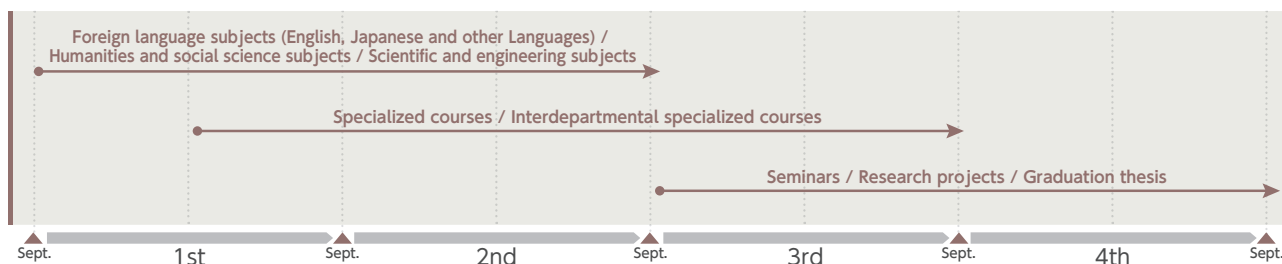 Foreign language subjects (English, Japanese and other Languages) /
Humanities and social science subjects / Scientific and engineering subjects
Specialized courses / Interdepartmental specialized courses
Seminars / Research projects / Graduation thesis
Sept. 1st Sept. 2nd Sept. 3rd Sept. 4th Sept.